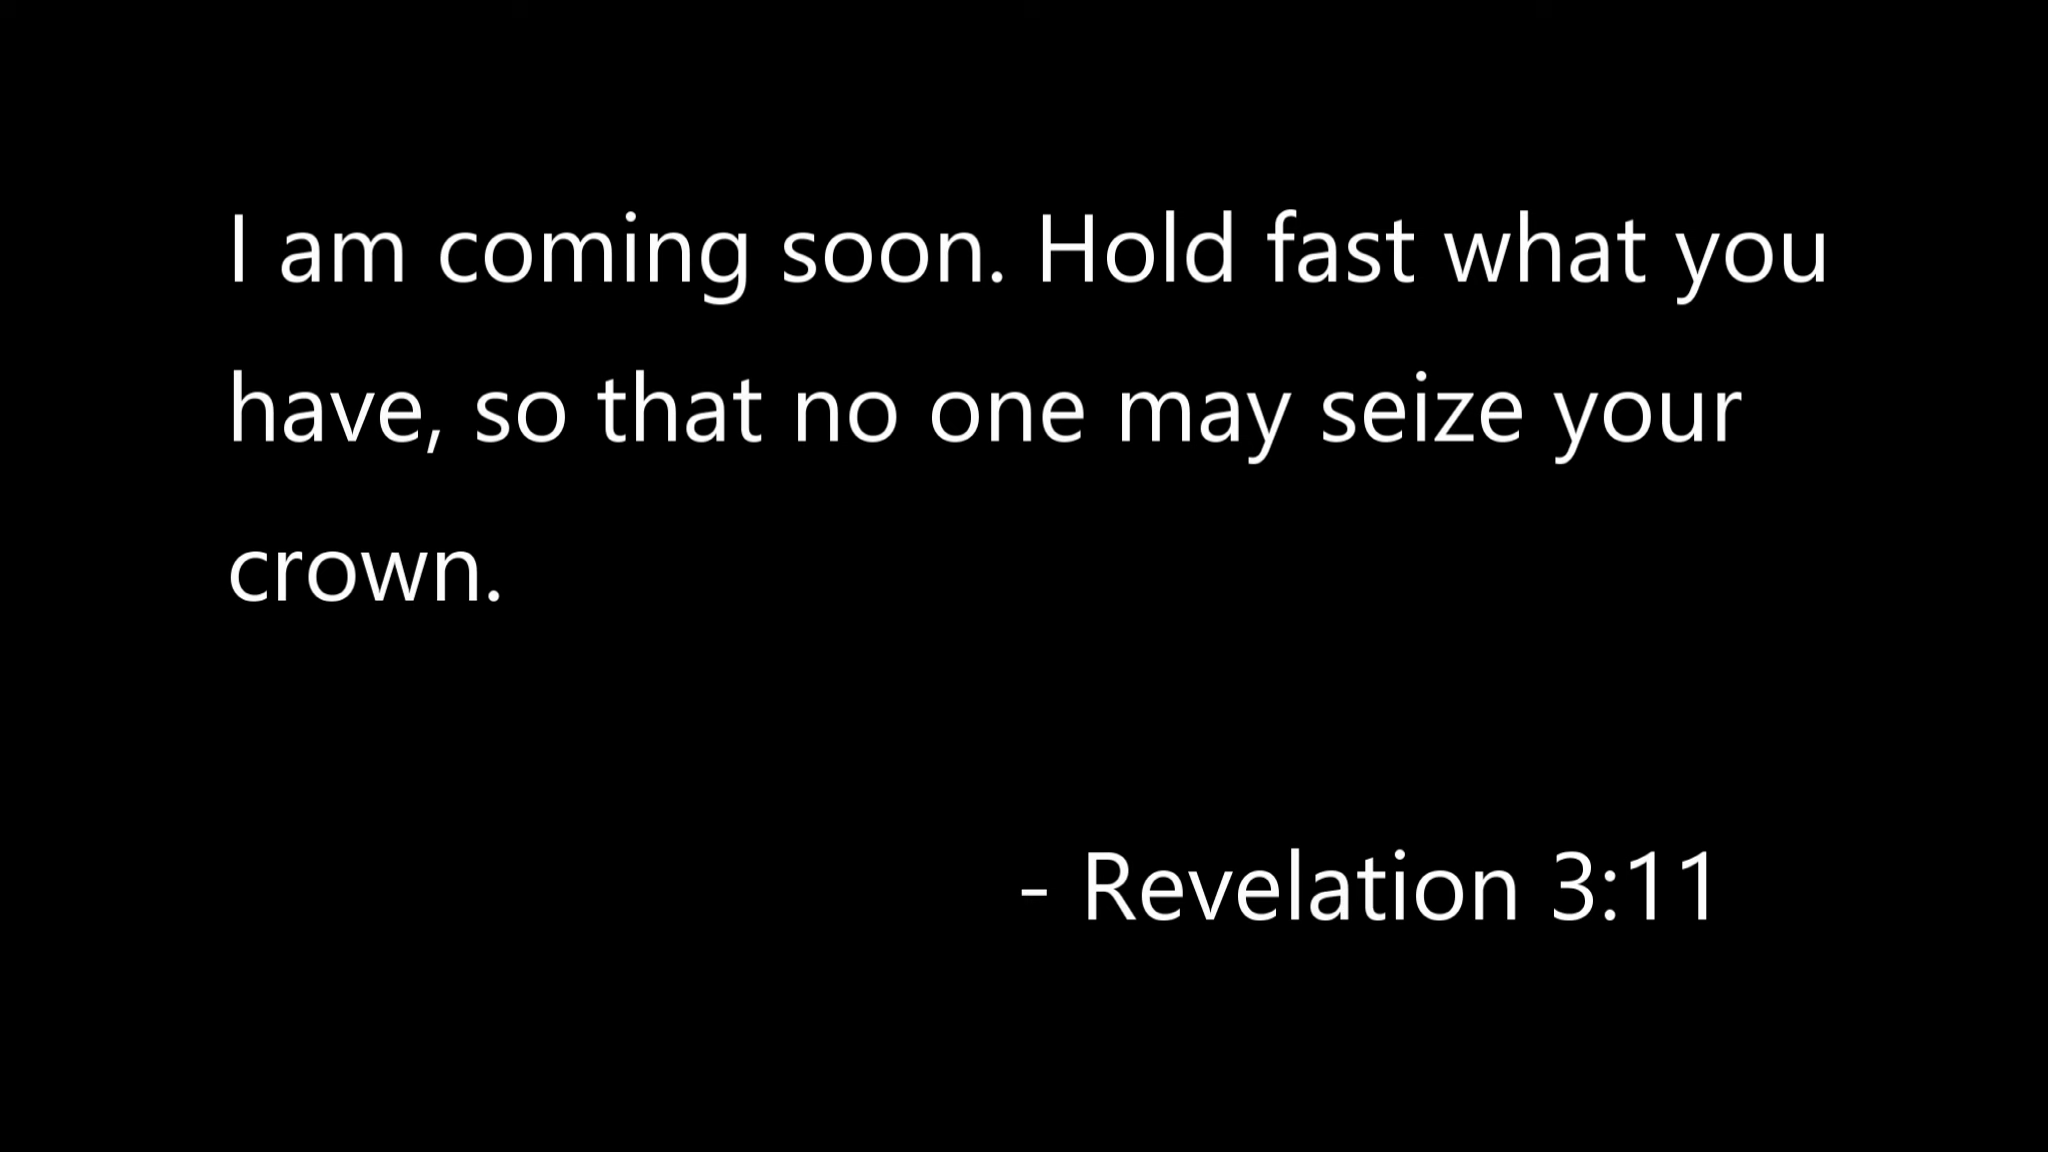 I am coming soon. Hold fast what you
have, so that no one may seize your
crown.
- Revelation 3:11